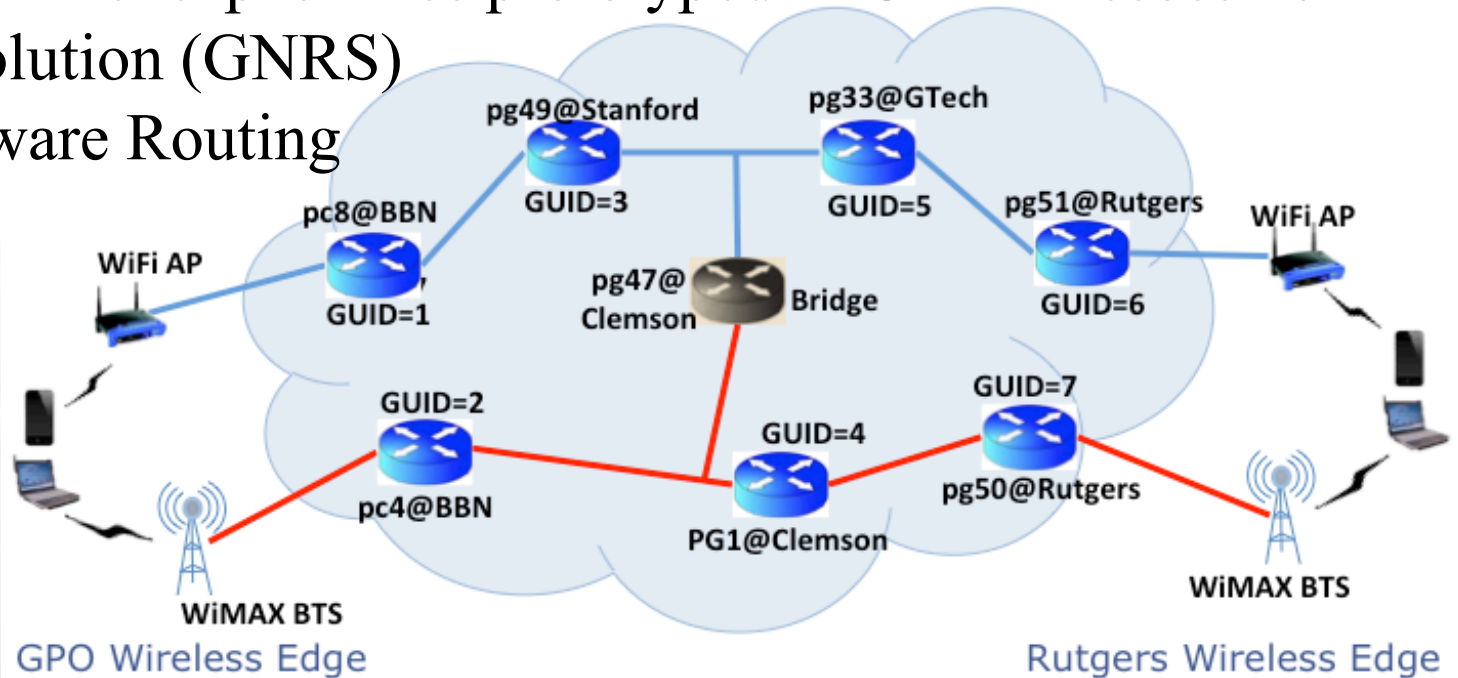 olution (GNRS)
ware Routing
pg49@Stanford
pg33@GTech
GUID=3
GUID=5
pc8@BBN
pg51@Rutgers
WiFi AP
WiFi AP
GUID=1
pg47@
Clemson
Bridge
GUID=6
GUID=2
GUID=7
GUID=4
pc4@BBN
pg50@Rutgers
PG1@Clemson
WiMAX BTS
WiMAX BTS
GPO Wireless Edge
Rutgers Wireless Edge